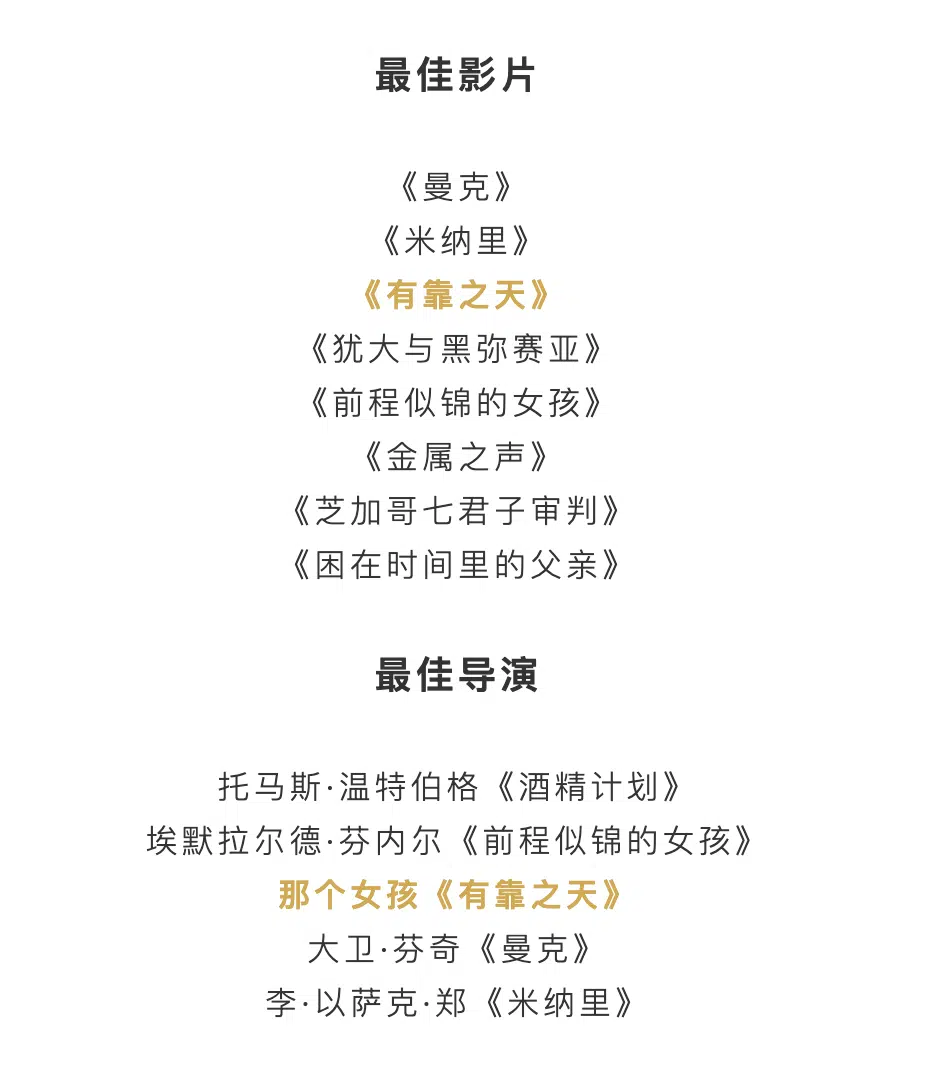 最佳影片
《曼克》
《米纳里》
《有靠之天》
《犹大与黑弥赛亚》
《前程似锦的女孩》
《金属之声》
《芝加哥七君子审判》
《困在时间里的父亲》
最佳导演
托马斯·温特伯格《酒精计划》
埃默拉尔德·芬内尔《前程似锦的女孩》
那个女孩《有靠之天》
大卫·芬奇《曼克》
李·以萨克·郑《米纳里》